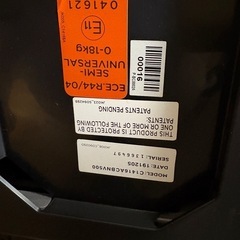 ECE R44/04
SEMI-
UNIVERSAL
0-18kg
E11
041621
00016
PATENTS PENDING
THIS PRODUCT IS PROTECTED BY
ONE OR MORE OF THE FOLLOWING
PATENTS:
MODEL: C1416ACBNV500
DATE: 191205
SERIAL: 1366497